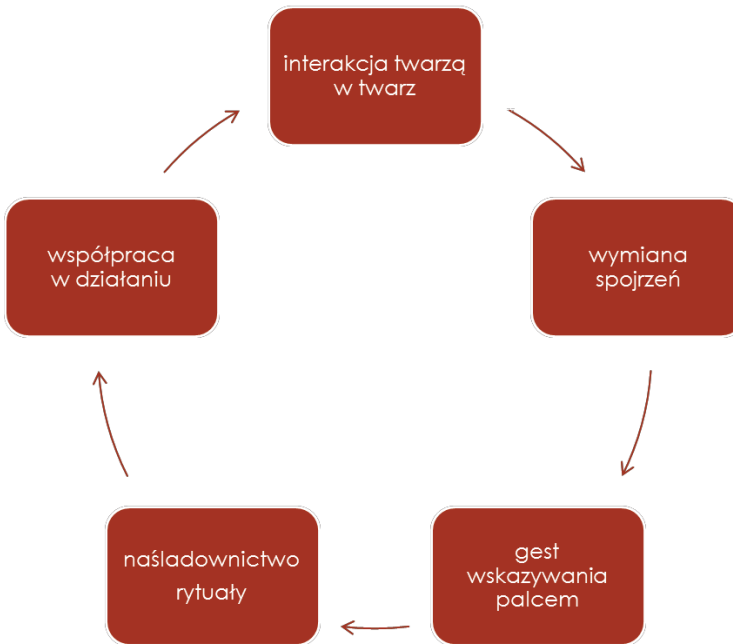 interakcja twarzą
w twarz
wymiana
spojrzeń
gest
wskazywania
palcem
naśladownictwo
rytuały
współpraca
w działaniu